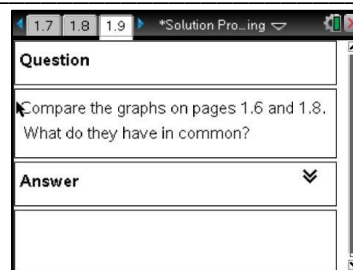 1.7 1.8 1.9 *Solution Pro...ing
Question
Compare the graphs on pages 1.6 and 1.8.
What do they have in common?
Answer